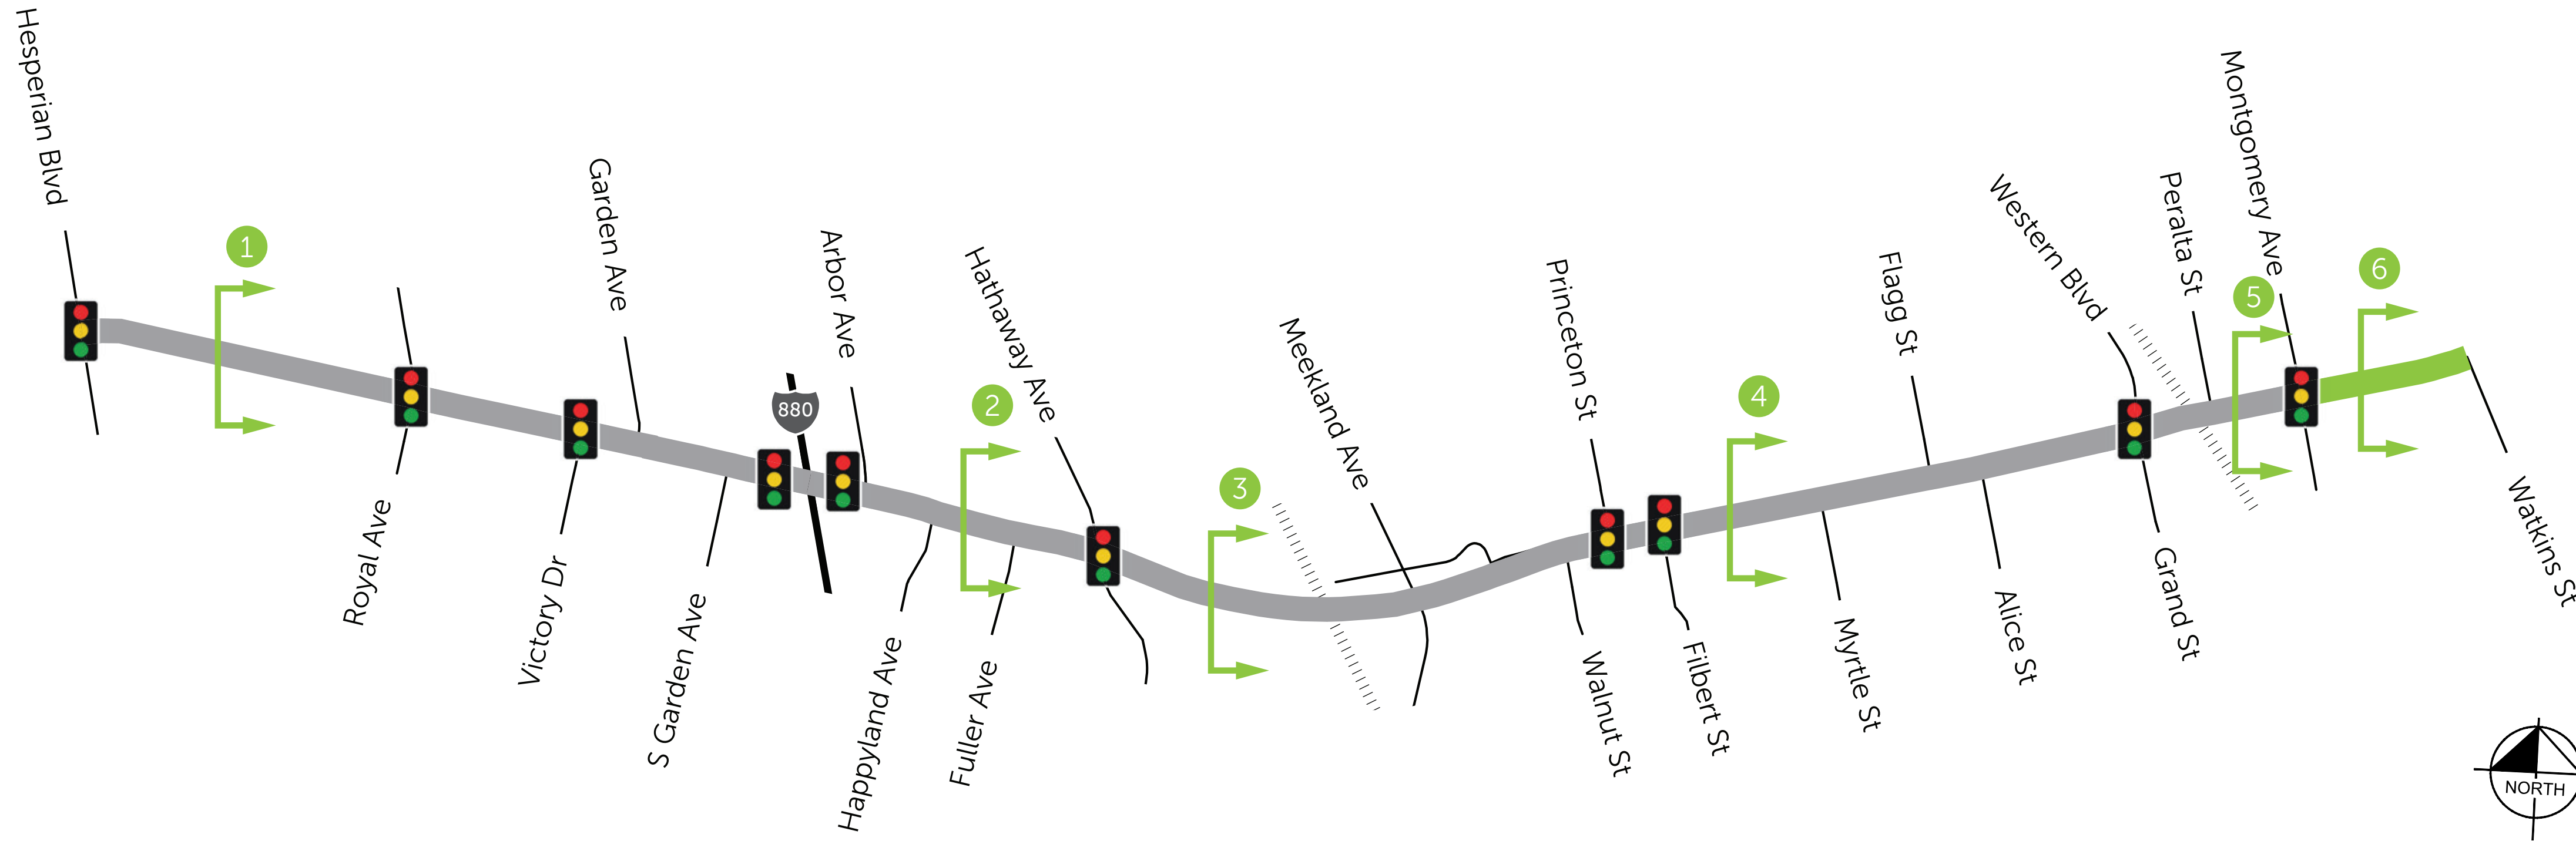 Hesperian Blvd
1
Royal Ave
Victory Dr
Garden Ave
S Garden Ave
880
Arbor Ave
Happyland Ave
2
Fuller Ave
Hathaway Ave
3
Meekland Ave
Princeton St
Walnut St
Filbert St
4
Myrtle St
Flagg St
Alice St
Western Blvd
Grand St
Peralta St
5
Montgomery Ave
6
Watkins St
NORTH